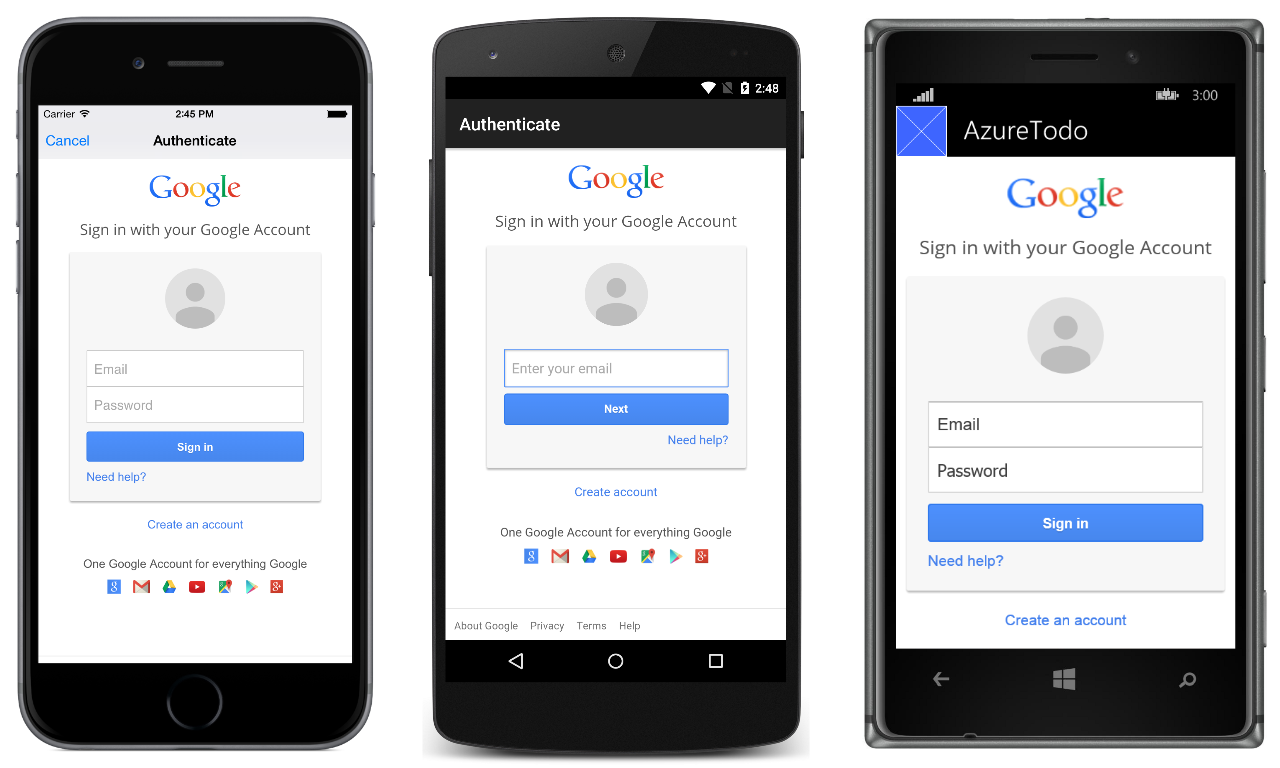 Carrier 2:45 PM
Cancel Authenticate
Google
Sign in with your Google Account
Email
Password
Sign in
Need help?
Create an account
One Google Account for everything Google
8 8+
2:48
Authenticate
Google
Sign in with your Google Account
Enter your email
Next
Need help?
Create account
One Google Account for everything Google
8 8+
About Google Privacy Terms Help
3:00
AzureTodo
Google
Sign in with your Google Account
Email
Password
Sign in
Need help?
Create an account